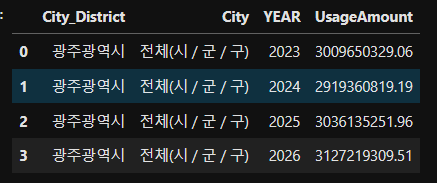 City_District City YEAR UsageAmount
0 광주광역시 전체(시 / 군 / 구) 2023 3009650329.06
1 광주광역시 전체(시 / 군 / 구) 2024 2919360819.19
2 광주광역시 전체(시 / 군 / 구) 2025 3036135251.96
3 광주광역시 전체(시 / 군 / 구) 2026 3127219309.51